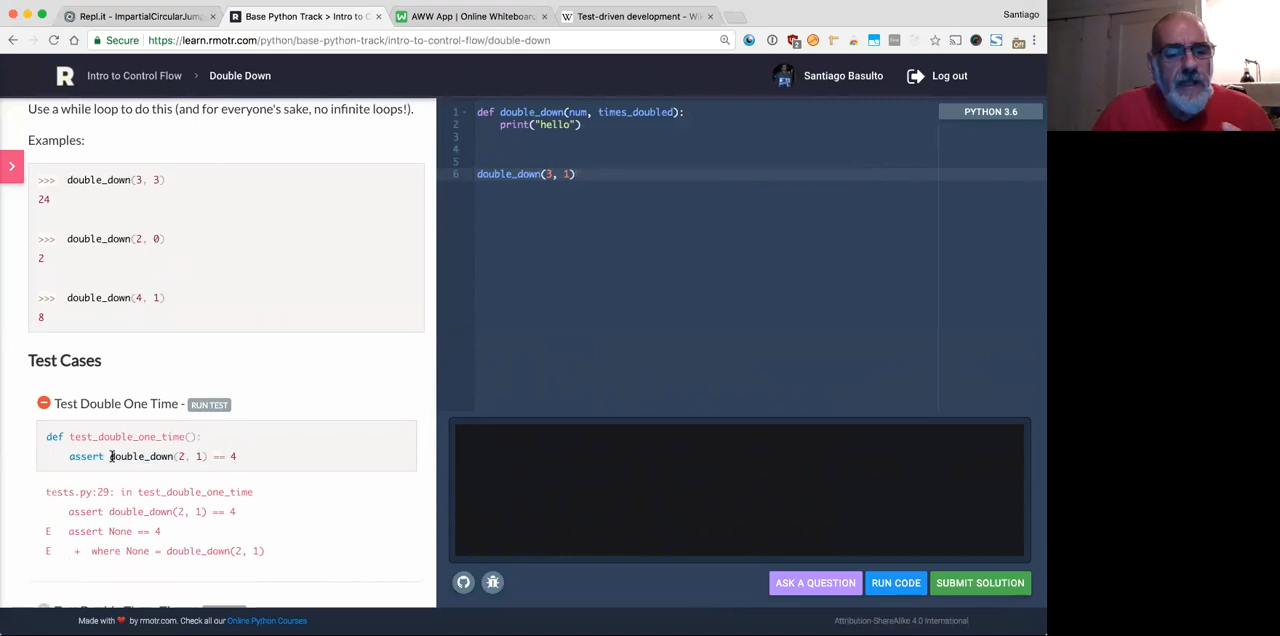 Repl.it - ImpartialCircularJum
Base Python Track > Intro to C
AWW App | Online Whiteboard
Test-driven development - Wi
Santiago
Secure
https://learn.rmotr.com/python/base-python-track/intro-to-control-flow/double-down
Intro to Control Flow
Double Down
Santiago Basulto
Log out
Use a while loop to do this (and for everyone's sake, no infinite loops!).
Examples:
>>> double_down(3, 3)
24
>>> double_down(2, 0)
2
>>> double_down(4, 1)
8
Test Cases
Test Double One Time - RUN TEST
def test_double_one_time():
assert double_down(2, 1) == 4
tests.py:29: in test_double_one_time
assert double_down(2, 1) == 4
E assert None == 4
E + where None = double_down(2, 1)
1 def double_down(num, times_doubled):
2 print("hello")
3
4
5
6 double_down(3, 1)
PYTHON 3.6
ASK A QUESTION
RUN CODE
SUBMIT SOLUTION
Made with ❤ by rmotr.com. Check all our Online Python Courses
Attribution-ShareAlike 4.0 International